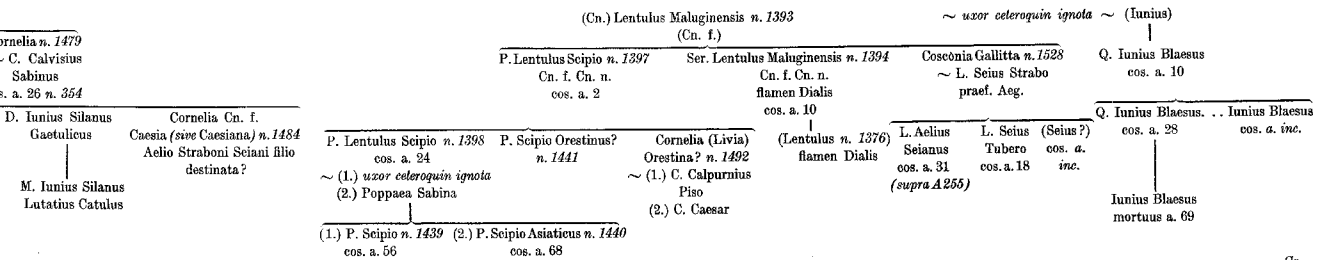 (Cn.) Lentulus Maluginensis n. 1393
(Cn. f.)
~ uxor ceteroquin ignota ~ (Iunius)
ornelia n. 1479
~ C. Calvisius
Sabinus
s. a. 26 n. 354
P. Lentulus Scipio n. 1397
Cn. f. Cn. n.
cos. a. 2
Ser. Lentulus Maluginensis n. 1394
Cn. f. Cn. n.
flamen Dialis
cos. a. 10
Coscònia Gallitta n. 1528
~ L. Seius Strabo
praef. Aeg.
Q. Iunius Blaesus
cos. a. 10
D. Iunius Silanus
Gaetulicus
M. Iunius Silanus
Lutatius Catulus
Cornelia Cn. f.
Caesia (sive Caesiana) n. 1484
Aelio Straboni Seiani filio
destinata?
P. Lentulus Scipio n. 1398
cos. a. 24
~ (1.) uxor ceteroquin ignota
(2.) Poppaea Sabina
P. Scipio Orestinus?
n. 1441
Cornelia (Livia)
Orestina? n. 1492
~ (1.) C. Calpurnius
Piso
(2.) C. Caesar
(Lentulus n. 1376)
flamen Dialis
L. Aelius
Seianus
cos. a. 31
(supra A 255)
L. Seius
Tubero
cos. a. 18
(Seius?)
cos. a.
inc.
Q. Iunius Blaesus. . . Iunius Blaesus
cos. a. 28
cos. a. inc.
Iunius Blaesus
mortuus a. 69
(1.) P. Scipio n. 1439
cos. a. 56
(2.) P. Scipio Asiaticus n. 1440
cos. a. 68